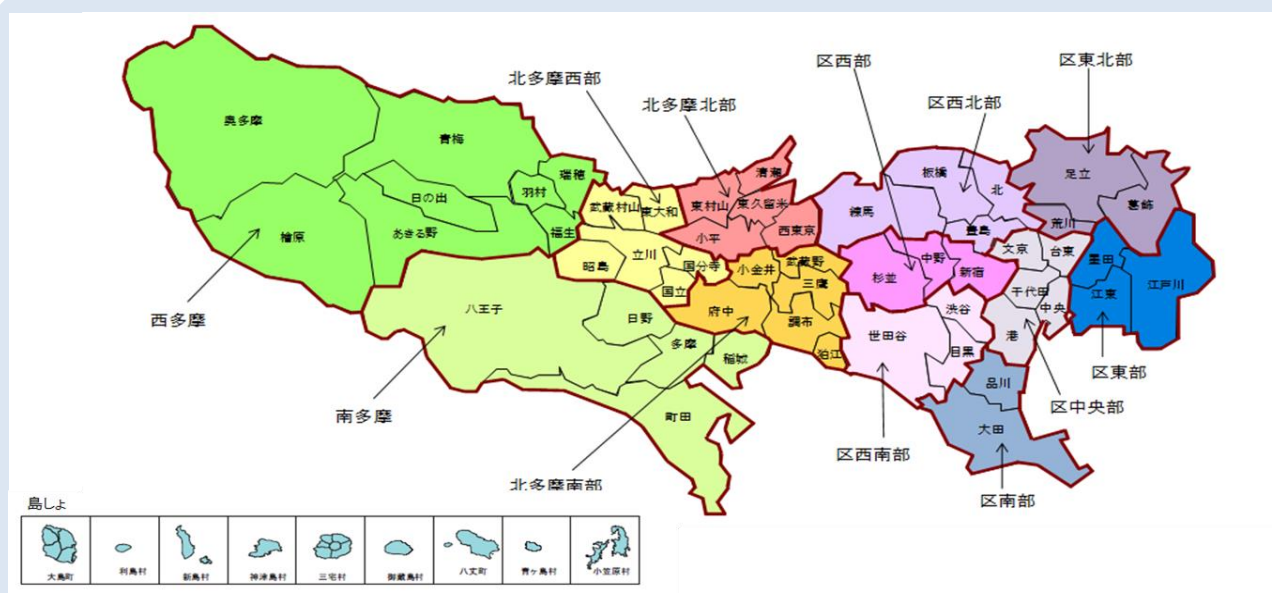 区西部
区東北部
北多摩西部
区西北部
北多摩北部
奥多摩
青梅
瑞穂
清瀬
板橋
足立
北
羽村
日の出
東村山
東久留米
葛飾
武蔵村山
東大和
練馬
荒川
豊島
檜原
あきる野
福生
小平
西東京
文京
台東
立川
国分寺
小金井
武蔵野
中野
新宿
墨田
昭島
三鷹
杉並
千代田
江戸川
国立
江東
西多摩
八王子
日野
府中
調布
渋谷
中央
世田谷
港
多摩
稲城
狛江
目黒
区東部
品川
区中央部
南多摩
町田
大田
区西南部
北多摩南部
区南部
島しょ
大島町
利島村
新島村
神津島村
三宅村
御蔵島村
八丈町
青ヶ島村
小笠原村